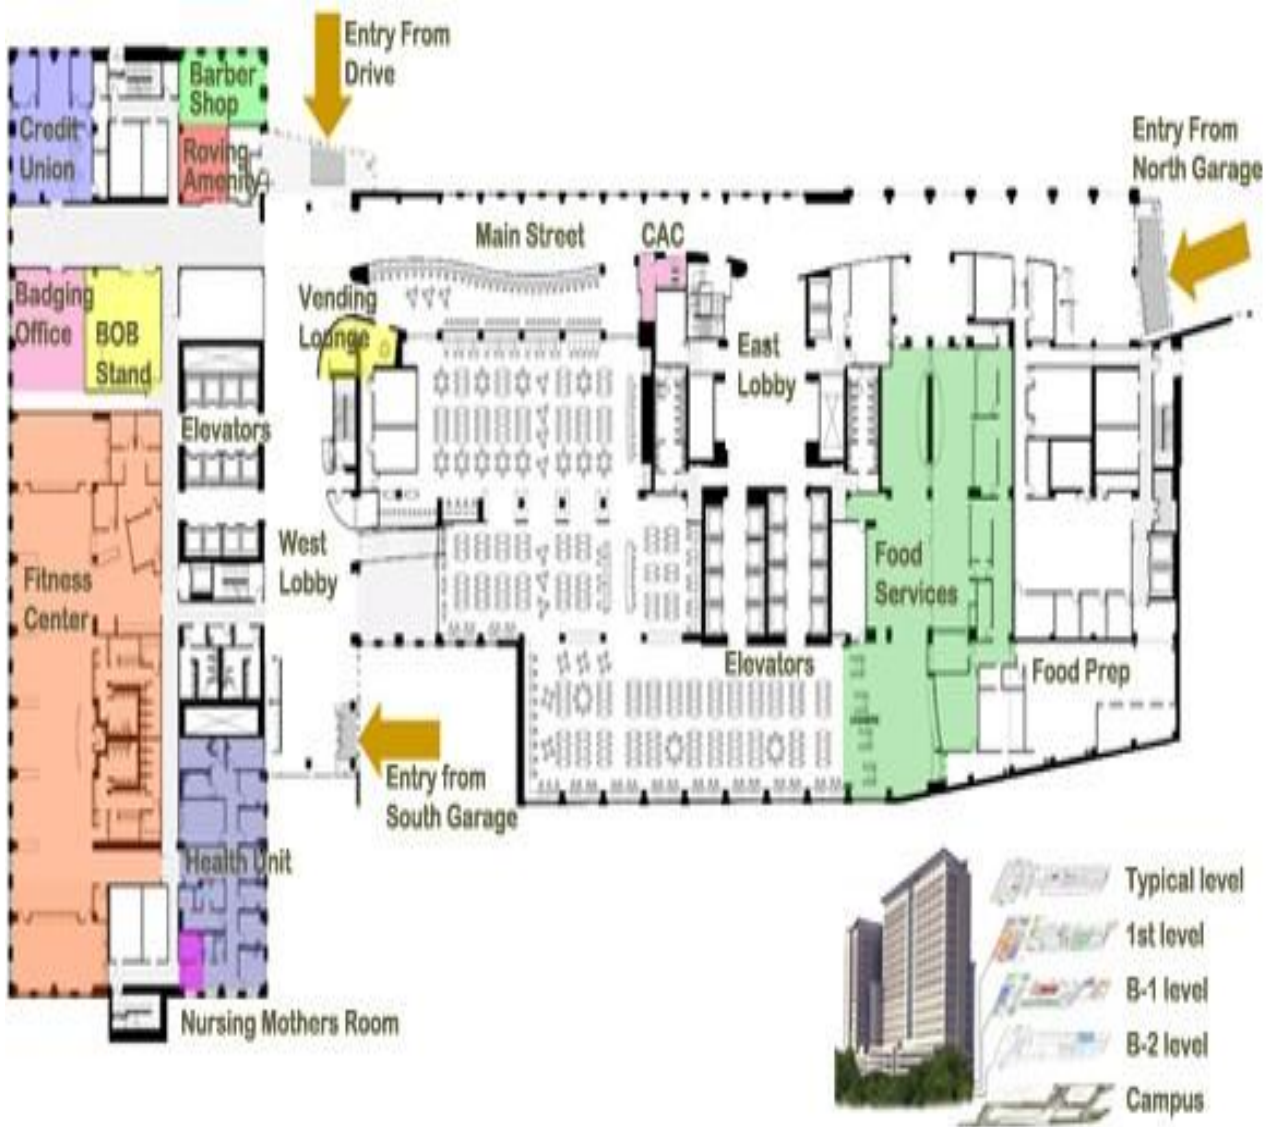 Entry From
Drive
Barber
Shop
Credit
Union
Roving
Amenity
Entry From
North Garage
Main Street
CAC
Badging
Office
BOB
Stand
Vending
Lounge
East
Lobby
Elevators
West
Lobby
Fitness
Center
Food
Services
Elevators
Food Prep
Entry from
South Garage
Health Unit
Nursing Mothers Room
Typical level
1st level
B-1 level
B-2 level
Campus